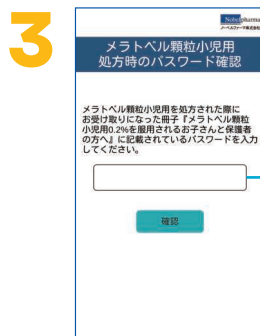 3
Nobelpharma
ノーベルファーマ株式会社
メラトベル顆粒小児用
処方時のパスワード確認
メラトベル顆粒小児用を処方された際に
お受け取りになった冊子『メラトベル顆粒
小児用0.2%を服用されるお子さんと保護者
の方へ』に記載されているパスワードを入力
してください。
確認